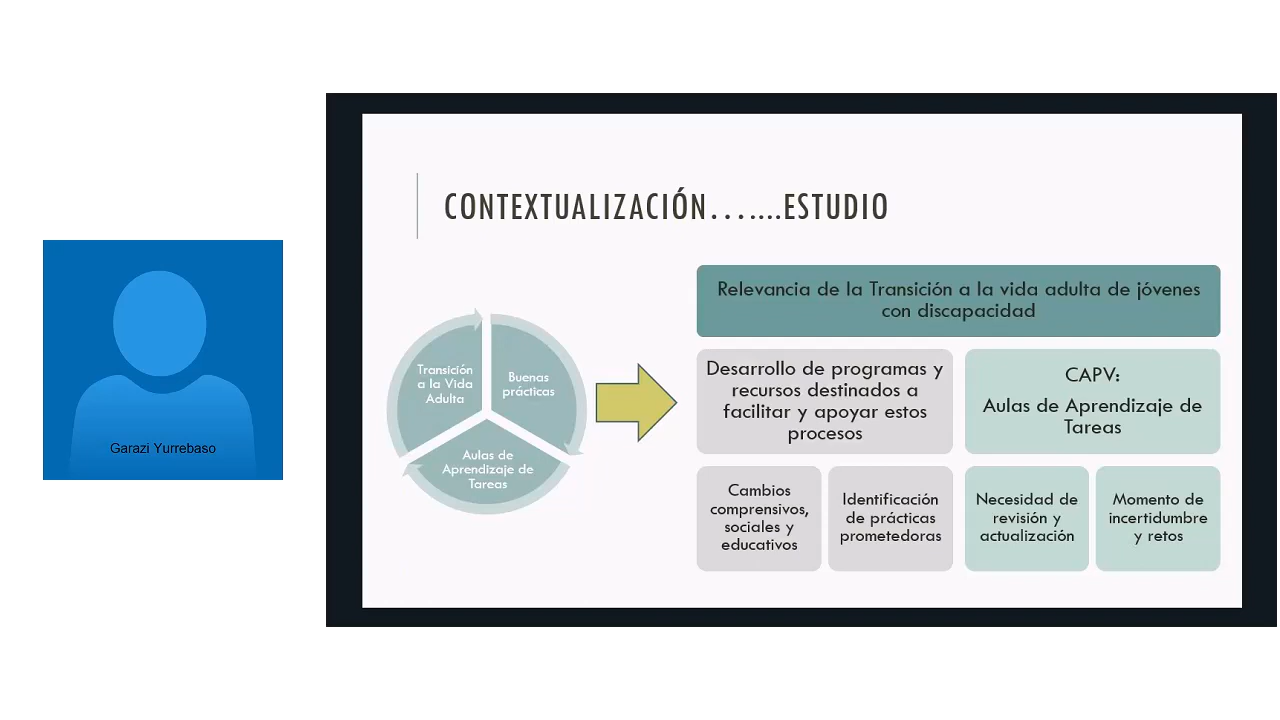 CONTEXTUALIZACIÓN…....ESTUDIO
Transición
a la Vida
Adulta
Buenas
prácticas
Aulas de
Aprendizaje de
Tareas
Relevancia de la Transición a la vida adulta de jóvenes
con discapacidad
Desarrollo de programas y
recursos destinados a
facilitar y apoyar estos
procesos
CAPV:
Aulas de Aprendizaje de
Tareas
Cambios
comprensivos,
sociales y
educativos
Identificación
de prácticas
prometedoras
Necesidad de
revisión y
actualización
Momento de
incertidumbre
y retos
Garazi Yurrebaso